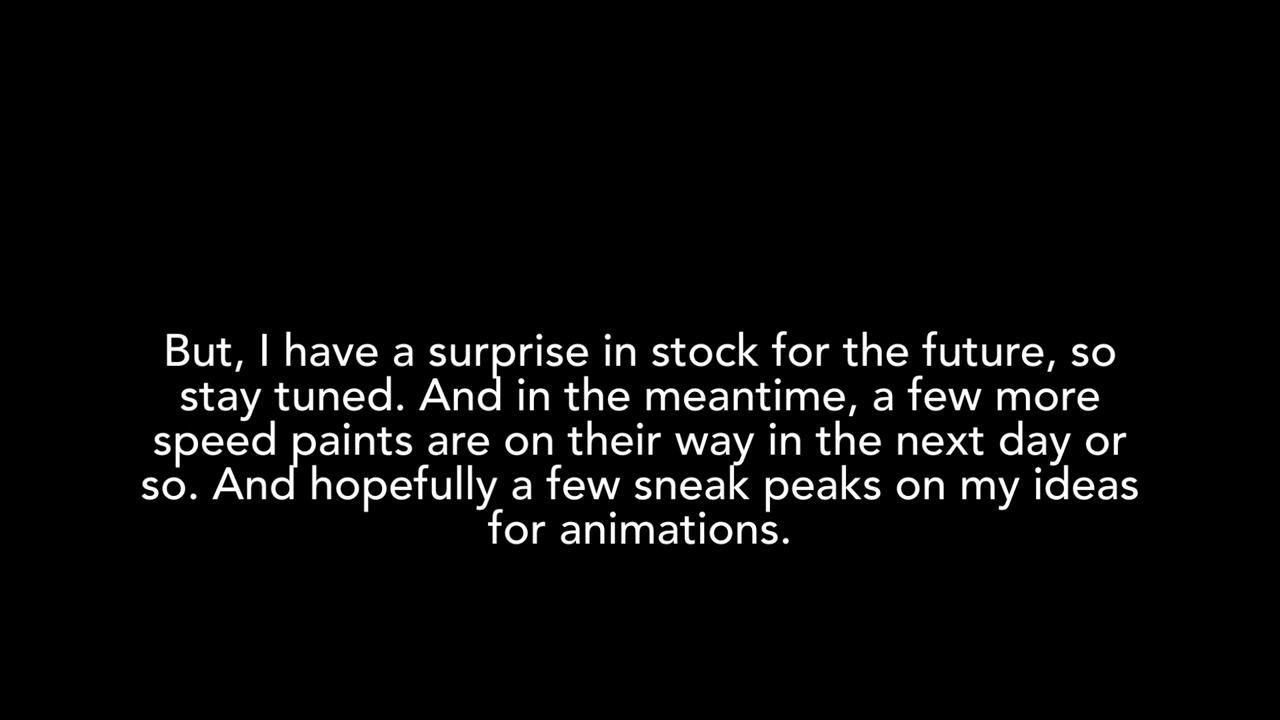 But, I have a surprise in stock for the future, so
stay tuned. And in the meantime, a few more
speed paints are on their way in the next day or
so. And hopefully a few sneak peaks on my ideas
for animations.